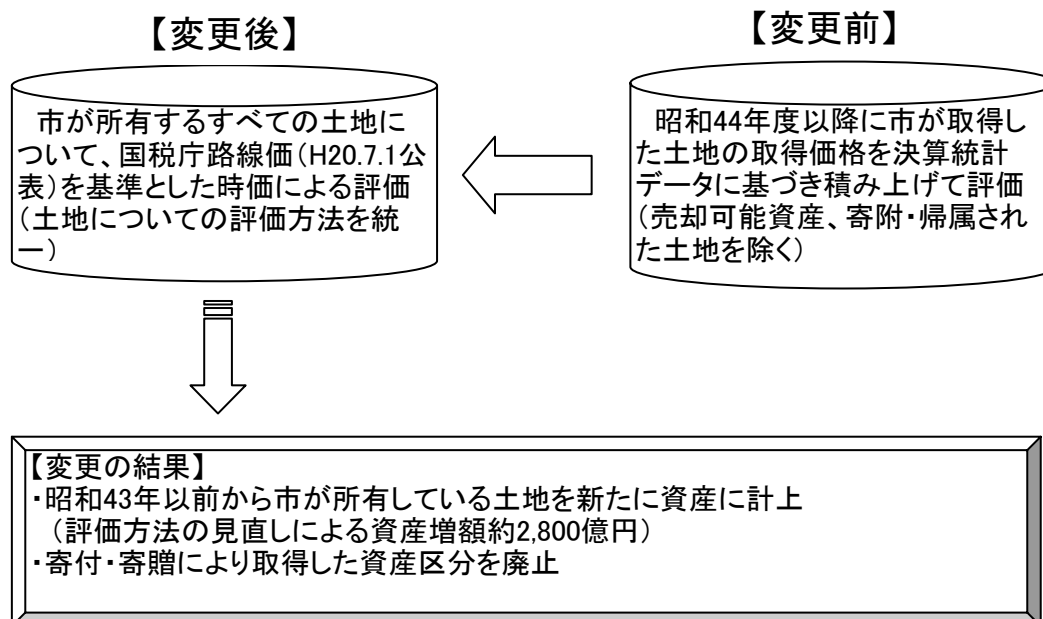 【変更後】
市が所有するすべての土地に
ついて、国税庁路線価(H20.7.1公
表)を基準とした時価による評価
(土地についての評価方法を統
一)
【変更前】
昭和44年度以降に市が取得し
た土地の取得価格を決算統計
データに基づき積み上げて評価
(売却可能資産、寄附・帰属され
た土地を除く)
【変更の結果】
・昭和43年以前から市が所有している土地を新たに資産に計上
(評価方法の見直しによる資産増額約2,800億円)
・寄付・寄贈により取得した資産区分を廃止